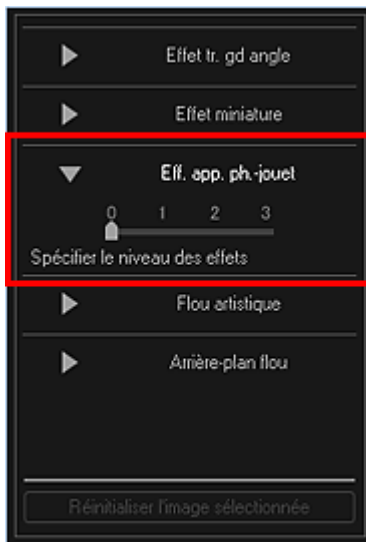 Effet tr. gd angle
Effet miniature
Eff. app. ph.-jouet
0 1 2 3
Spécifier le niveau des effets
Flou artistique
Arrière-plan flou
Réinitialiser l'image sélectionnée